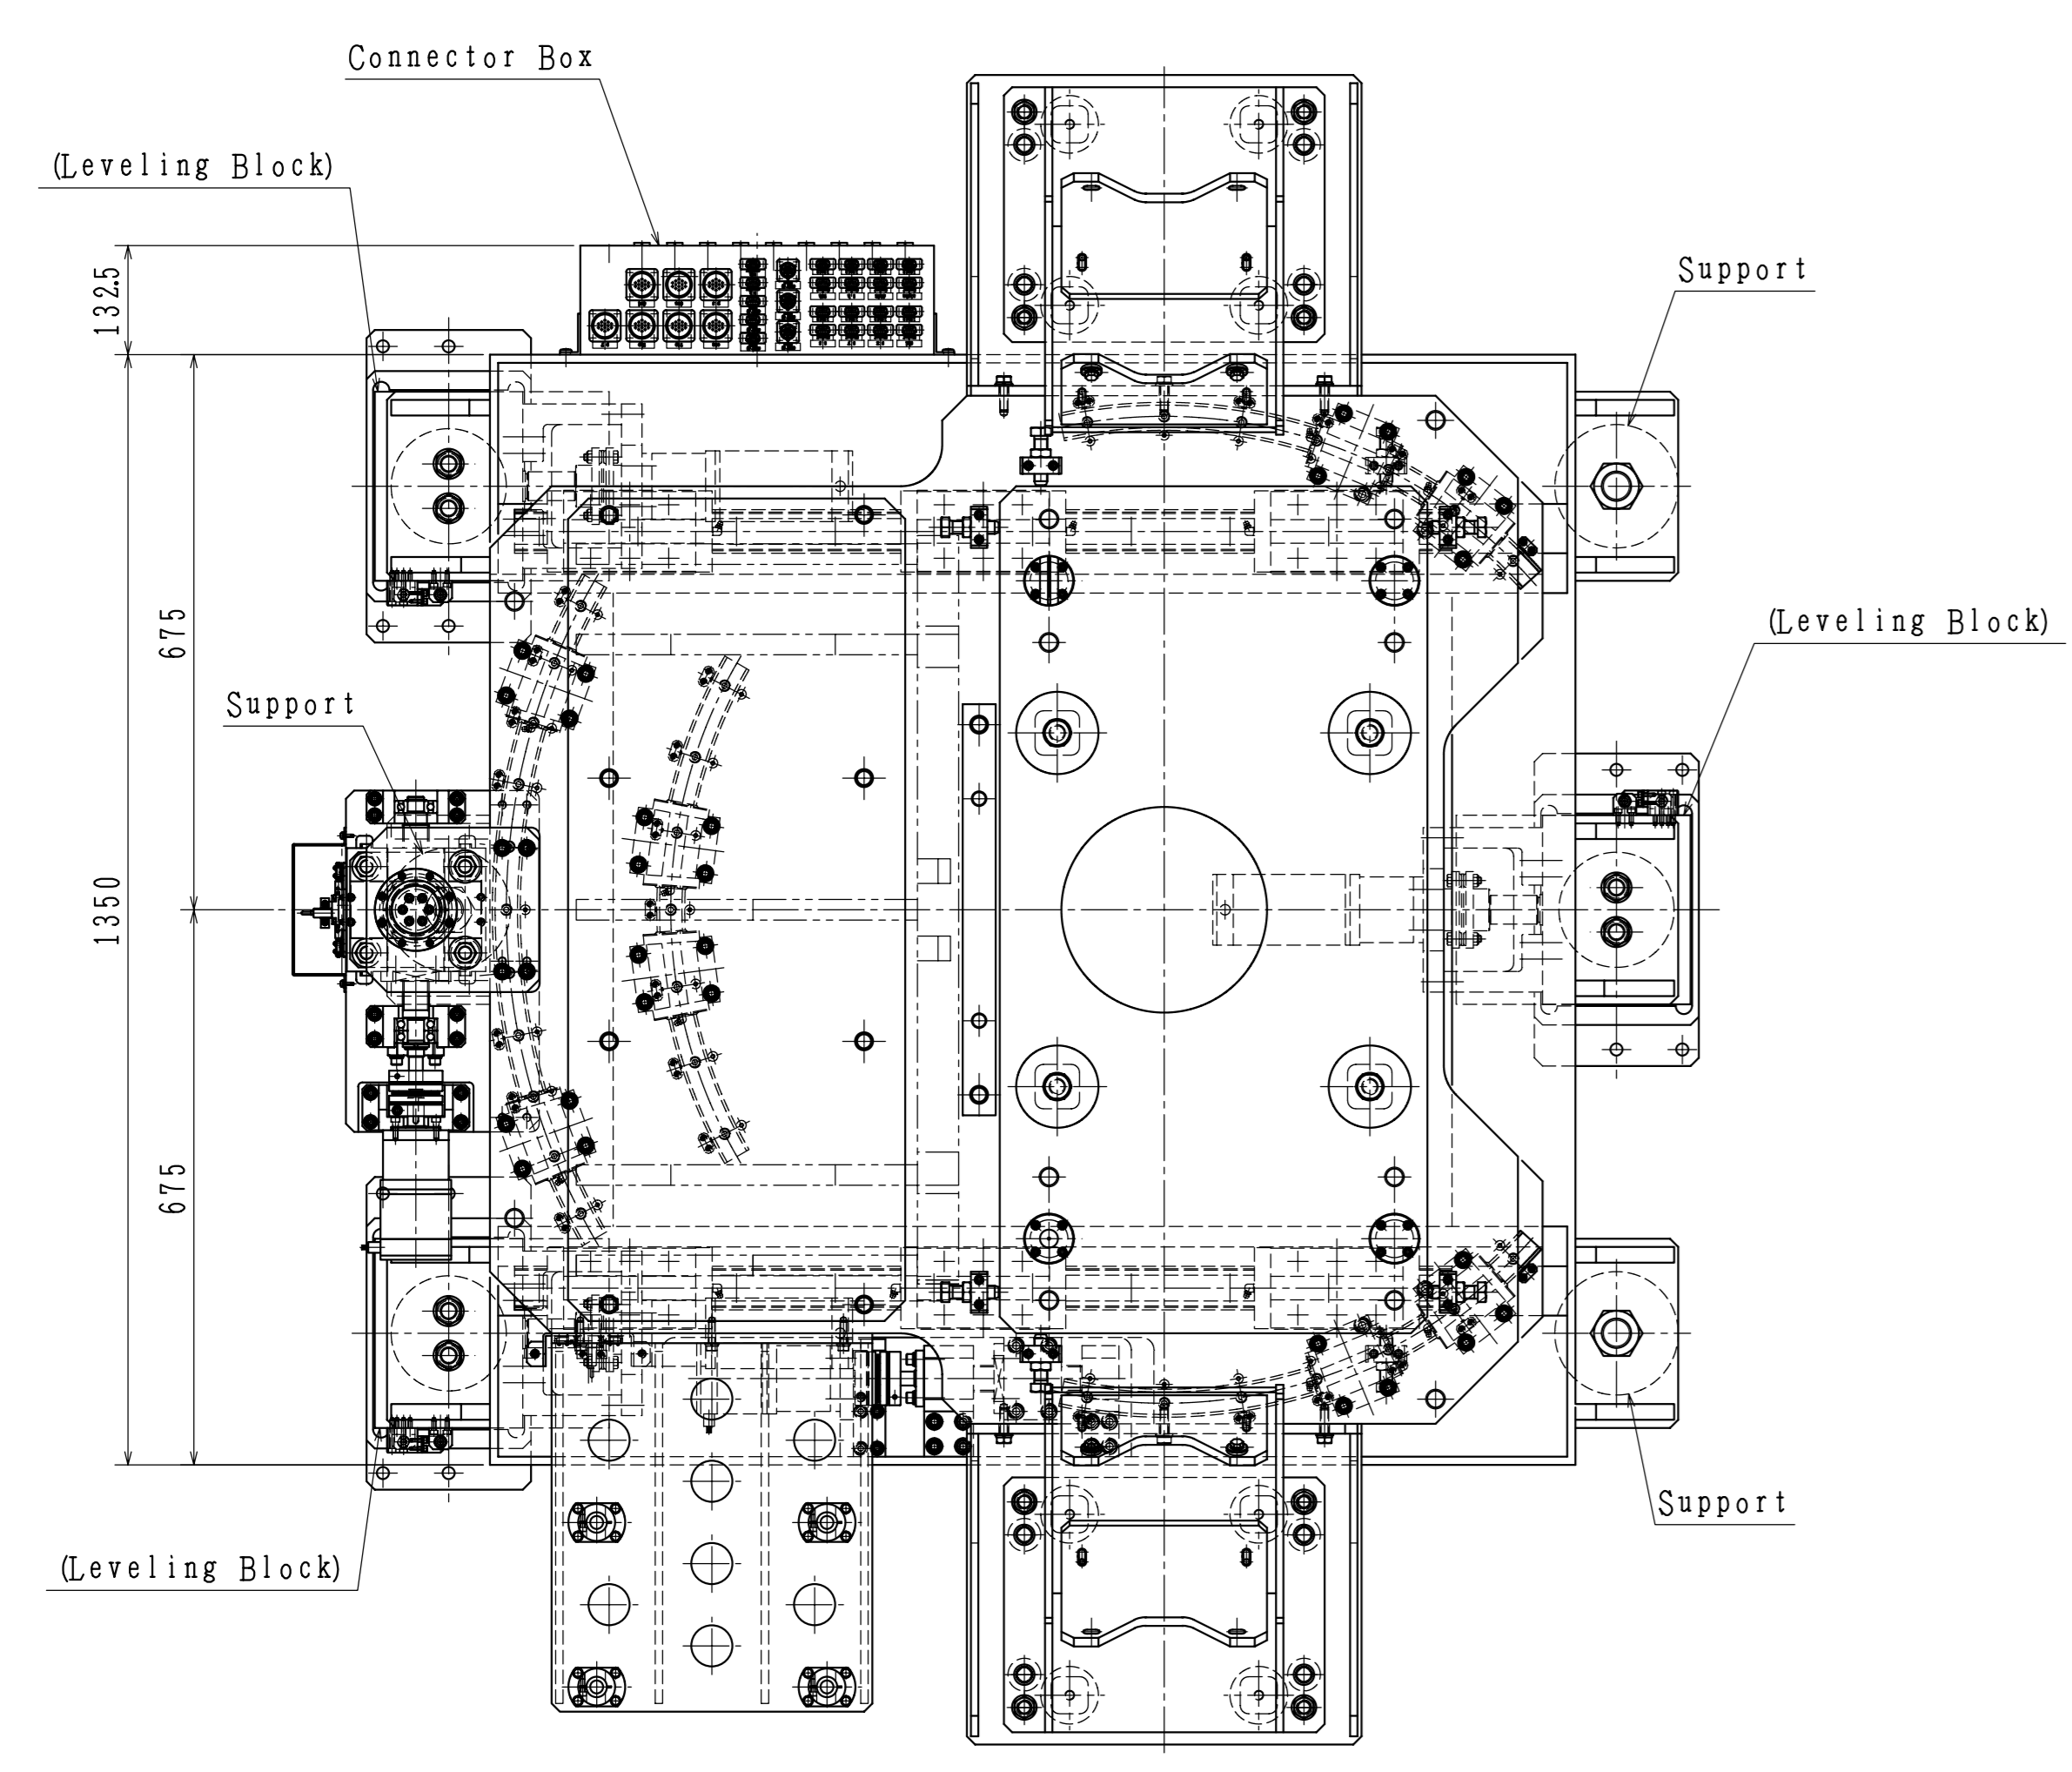 Connector Box
(Leveling Block)
132.5
Support
675
(Leveling Block)
Support
1350
675
Support
(Leveling Block)